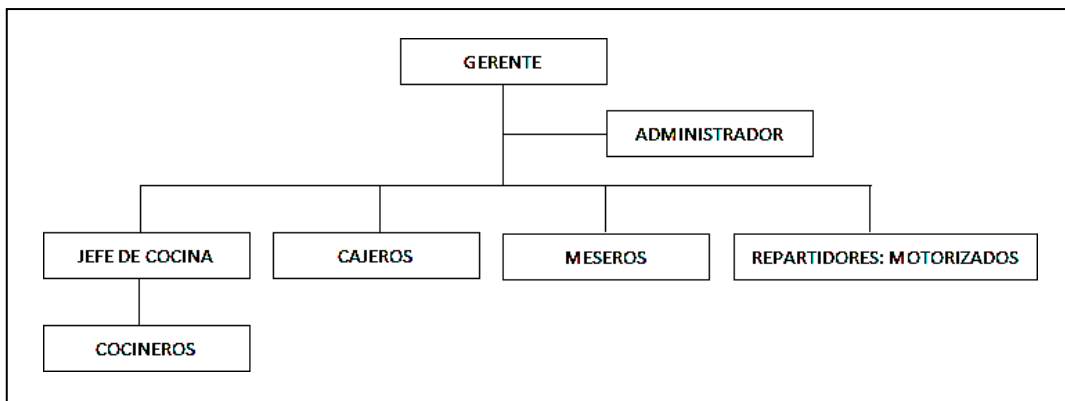 GERENTE
ADMINISTRADOR
JEFE DE COCINA
CAJEROS
MESEROS
REPARTIDORES: MOTORIZADOS
COCINEROS